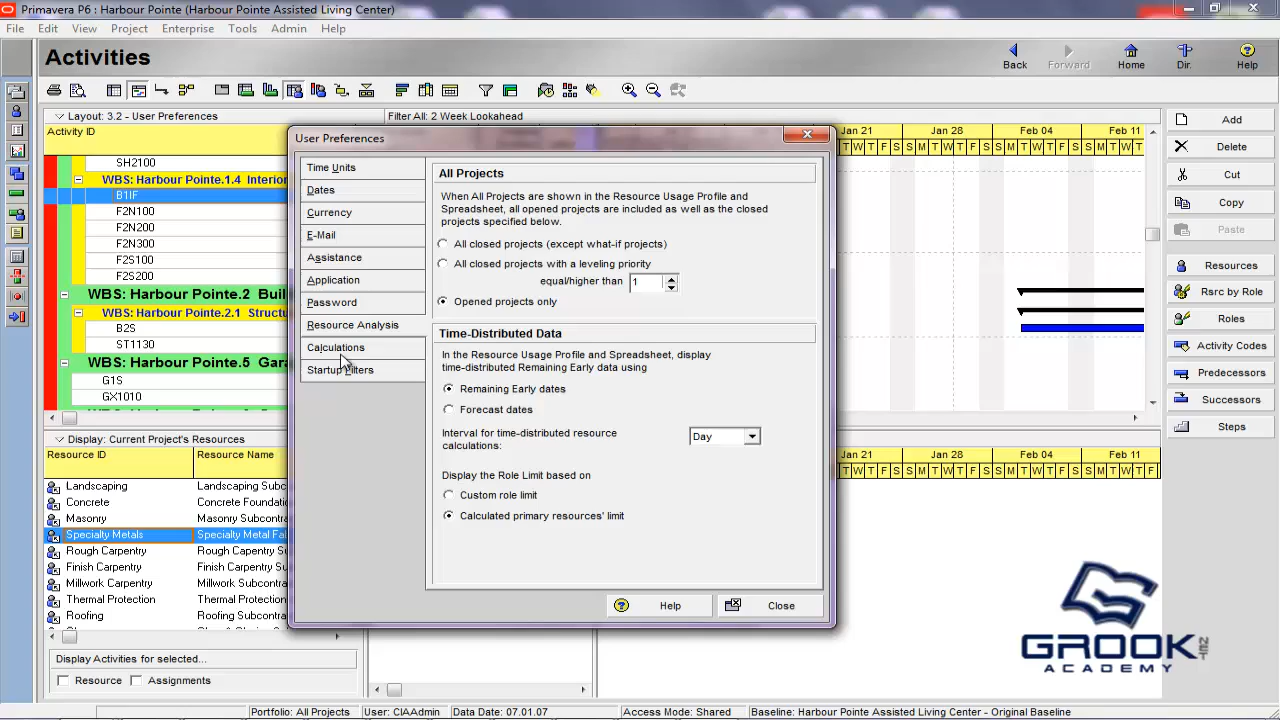 Primavera P6 : Harbour Pointe (Harbour Pointe Assisted Living Center)
File Edit View Project Enterprise Tools Admin Help
Activities
Back Forward Home Dir. Help
Layout: 3.2 - User Preferences
Filter All: 2 Week Lookahead
Activity ID
Jan 21 Jan 28 Feb 04 Feb 11
F S S M T W T F S S M T W T F S S M T W T F S S M T W T F
SH2100
WBS: Harbour Pointe.1.4 Interior
B1IF
F2N100
F2N200
F2N300
F2S100
F2S200
WBS: Harbour Pointe.2 Buil
WBS: Harbour Pointe.2.1 Structu
B2S
ST1130
WBS: Harbour Pointe.5 Gara
G1S
GX1010
Add
Delete
Cut
Copy
Paste
Resources
Rsrc by Role
Roles
Activity Codes
Predecessors
Successors
Steps
User Preferences
Time Units
Dates
Currency
E-Mail
Assistance
Application
Password
Resource Analysis
Calculations
Startup Filters
All Projects
When All Projects are shown in the Resource Usage Profile and
Spreadsheet, all opened projects are included as well as the closed
projects specified below.
All closed projects (except what-if projects)
All closed projects with a leveling priority
equal/higher than 1
Opened projects only
Time-Distributed Data
In the Resource Usage Profile and Spreadsheet, display
time-distributed Remaining Early data using
Remaining Early dates
Forecast dates
Interval for time-distributed resource
calculations:
Day
Display the Role Limit based on
Custom role limit
Calculated primary resources' limit
Help Close
Display: Current Project's Resources
Resource ID Resource Name
Jan 21 Jan 28 Feb 04 Feb 11
T W T F S S M T W T F S S M T W T F S S M T W T F
Landscaping Landscaping Subc
Concrete Concrete Foundatio
Masonry Masonry Subcontra
Specialty Metals Specialty Metal Fa
Rough Carpentry Rough Carpentry Su
Finish Carpentry Finish Carpentry Su
Millwork Carpentry Millwork Subcontra
Thermal Protection Thermal Protection
Roofing Roofing Subcontra
Display Activities for selected...
Resource Assignments
GROOK NET
ACADEMY
Portfolio: All Projects User: CIAAdmin Data Date: 07.01.07 Access Mode: Shared Baseline: Harbour Pointe Assisted Living Center - Original Baseline